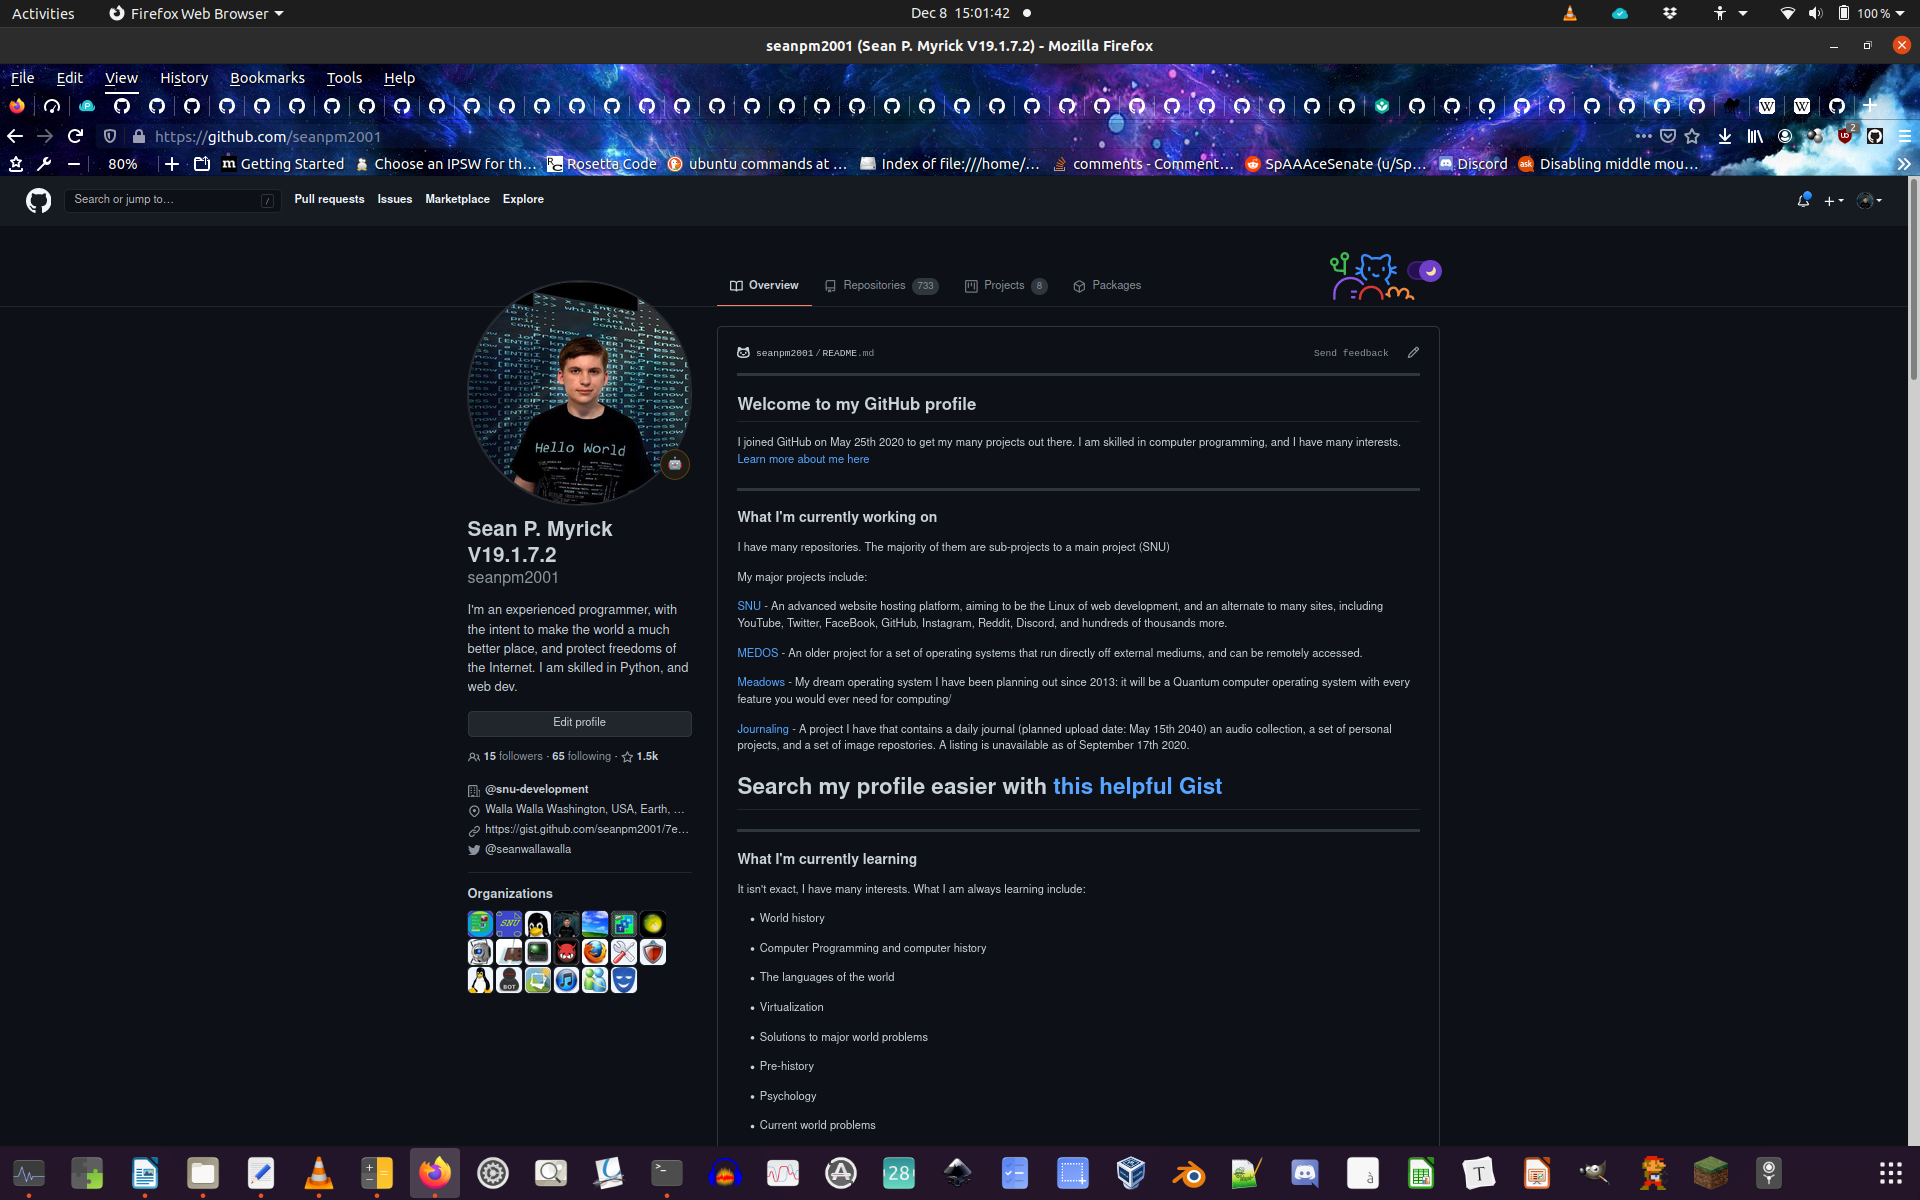 Activities
Firefox Web Browser
Dec 8 15:01:42
100 %
seanpm2001 (Sean P. Myrick V19.1.7.2) - Mozilla Firefox
File Edit View History Bookmarks Tools Help
https://github.com/seanpm2001
2
80%
Getting Started
Choose an IPSW for th…
Rosetta Code
ubuntu commands at …
Index of file:///home/…
comments - Comment…
SpAAAceSenate (u/Sp…
Discord
Disabling middle mou…
Search or jump to…
/
Pull requests Issues Marketplace Explore
Overview
Repositories 733
Projects 8
Packages
Hello World
Sean P. Myrick
V19.1.7.2
seanpm2001
I'm an experienced programmer, with
the intent to make the world a much
better place, and protect freedoms of
the Internet. I am skilled in Python, and
web dev.
Edit profile
15 followers · 65 following · 1.5k
@snu-development
Walla Walla Washington, USA, Earth, …
https://gist.github.com/seanpm2001/7e…
@seanwallawalla
Organizations
SNU
BOT
seanpm2001/README.md
Send feedback
Welcome to my GitHub profile
I joined GitHub on May 25th 2020 to get my many projects out there. I am skilled in computer programming, and I have many interests.
Learn more about me here
What I'm currently working on
I have many repositories. The majority of them are sub-projects to a main project (SNU)
My major projects include:
SNU - An advanced website hosting platform, aiming to be the Linux of web development, and an alternate to many sites, including
YouTube, Twitter, FaceBook, GitHub, Instagram, Reddit, Discord, and hundreds of thousands more.
MEDOS - An older project for a set of operating systems that run directly off external mediums, and can be remotely accessed.
Meadows - My dream operating system I have been planning out since 2013: it will be a Quantum computer operating system with every
feature you would ever need for computing/
Journaling - A project I have that contains a daily journal (planned upload date: May 15th 2040) an audio collection, a set of personal
projects, and a set of image repostories. A listing is unavailable as of September 17th 2020.
Search my profile easier with this helpful Gist
What I'm currently learning
It isn't exact, I have many interests. What I am always learning include:
• World history
• Computer Programming and computer history
• The languages of the world
• Virtualization
• Solutions to major world problems
• Pre-history
• Psychology
• Current world problems
28